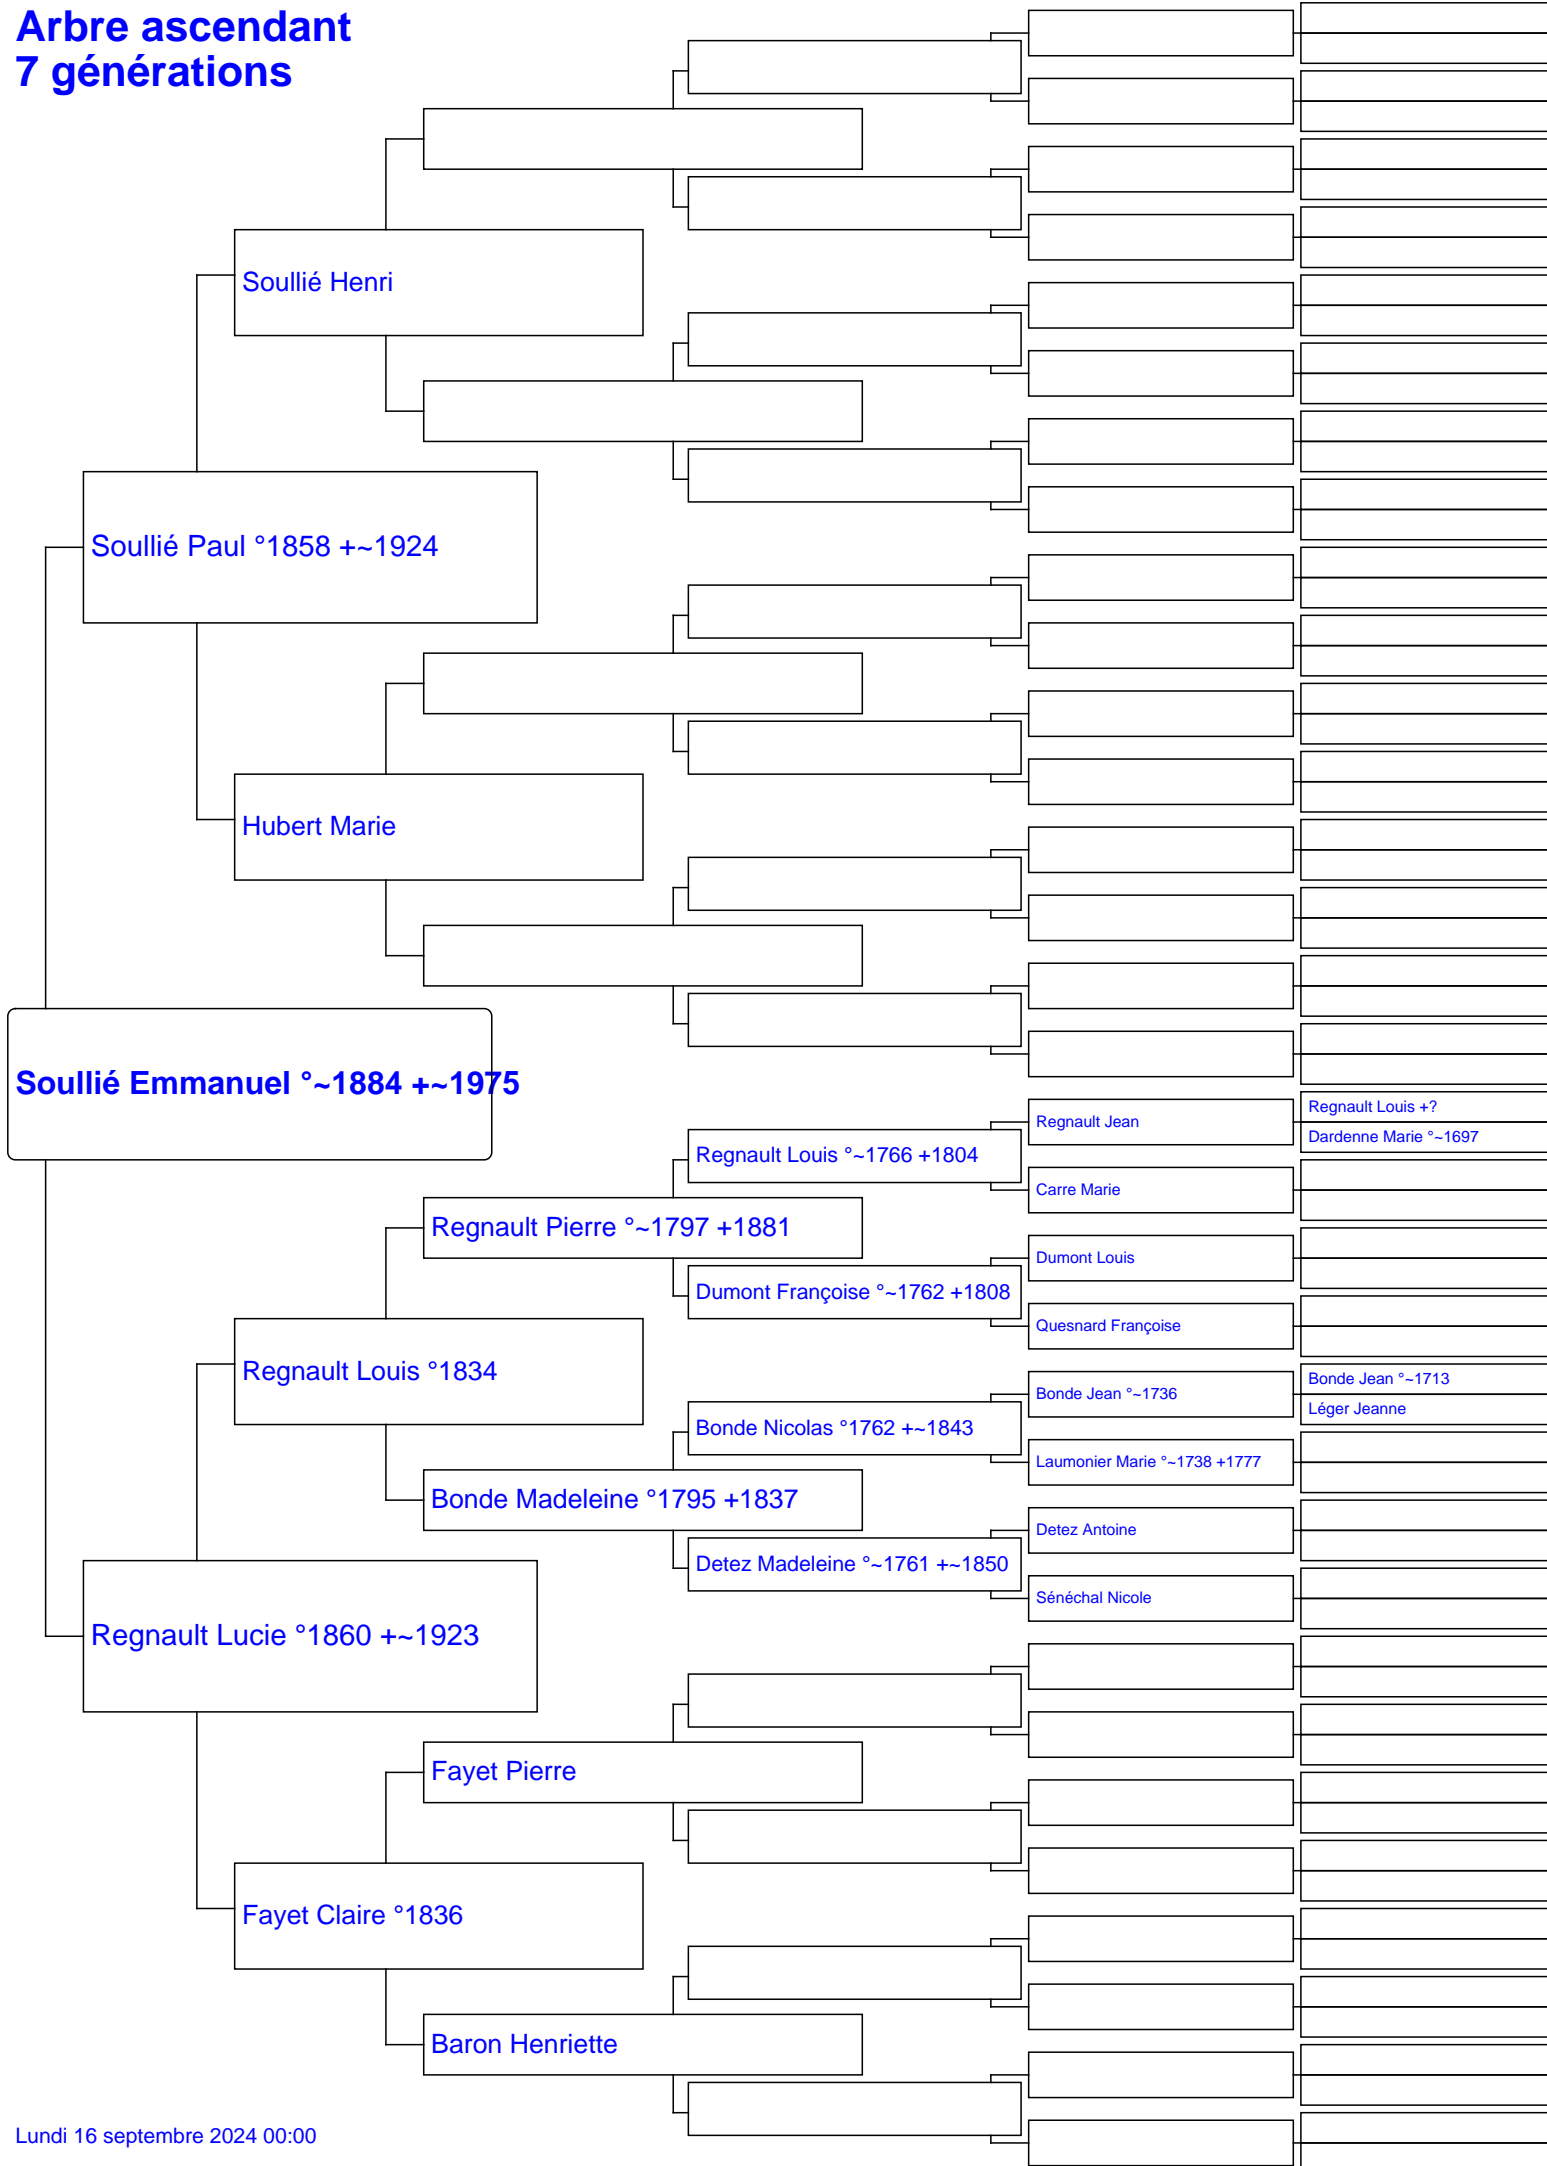 Arbre ascendant
7 générations
Soullié Henri
Soullié Paul °1858 +~1924
Hubert Marie
Soullié Emmanuel °~1884 +~1975
Regnault Jean
Regnault Louis +?
Dardenne Marie °~1697
Regnault Louis °~1766 +1804
Carre Marie
Regnault Pierre °~1797 +1881
Dumont Louis
Dumont Françoise °~1762 +1808
Quesnard Françoise
Regnault Louis °1834
Bonde Jean °~1736
Bonde Jean °~1713
Léger Jeanne
Bonde Nicolas °1762 +~1843
Laumonier Marie °~1738 +1777
Bonde Madeleine °1795 +1837
Detez Antoine
Detez Madeleine °~1761 +~1850
Sénéchal Nicole
Regnault Lucie °1860 +~1923
Fayet Pierre
Fayet Claire °1836
Baron Henriette
Lundi 16 septembre 2024 00:00